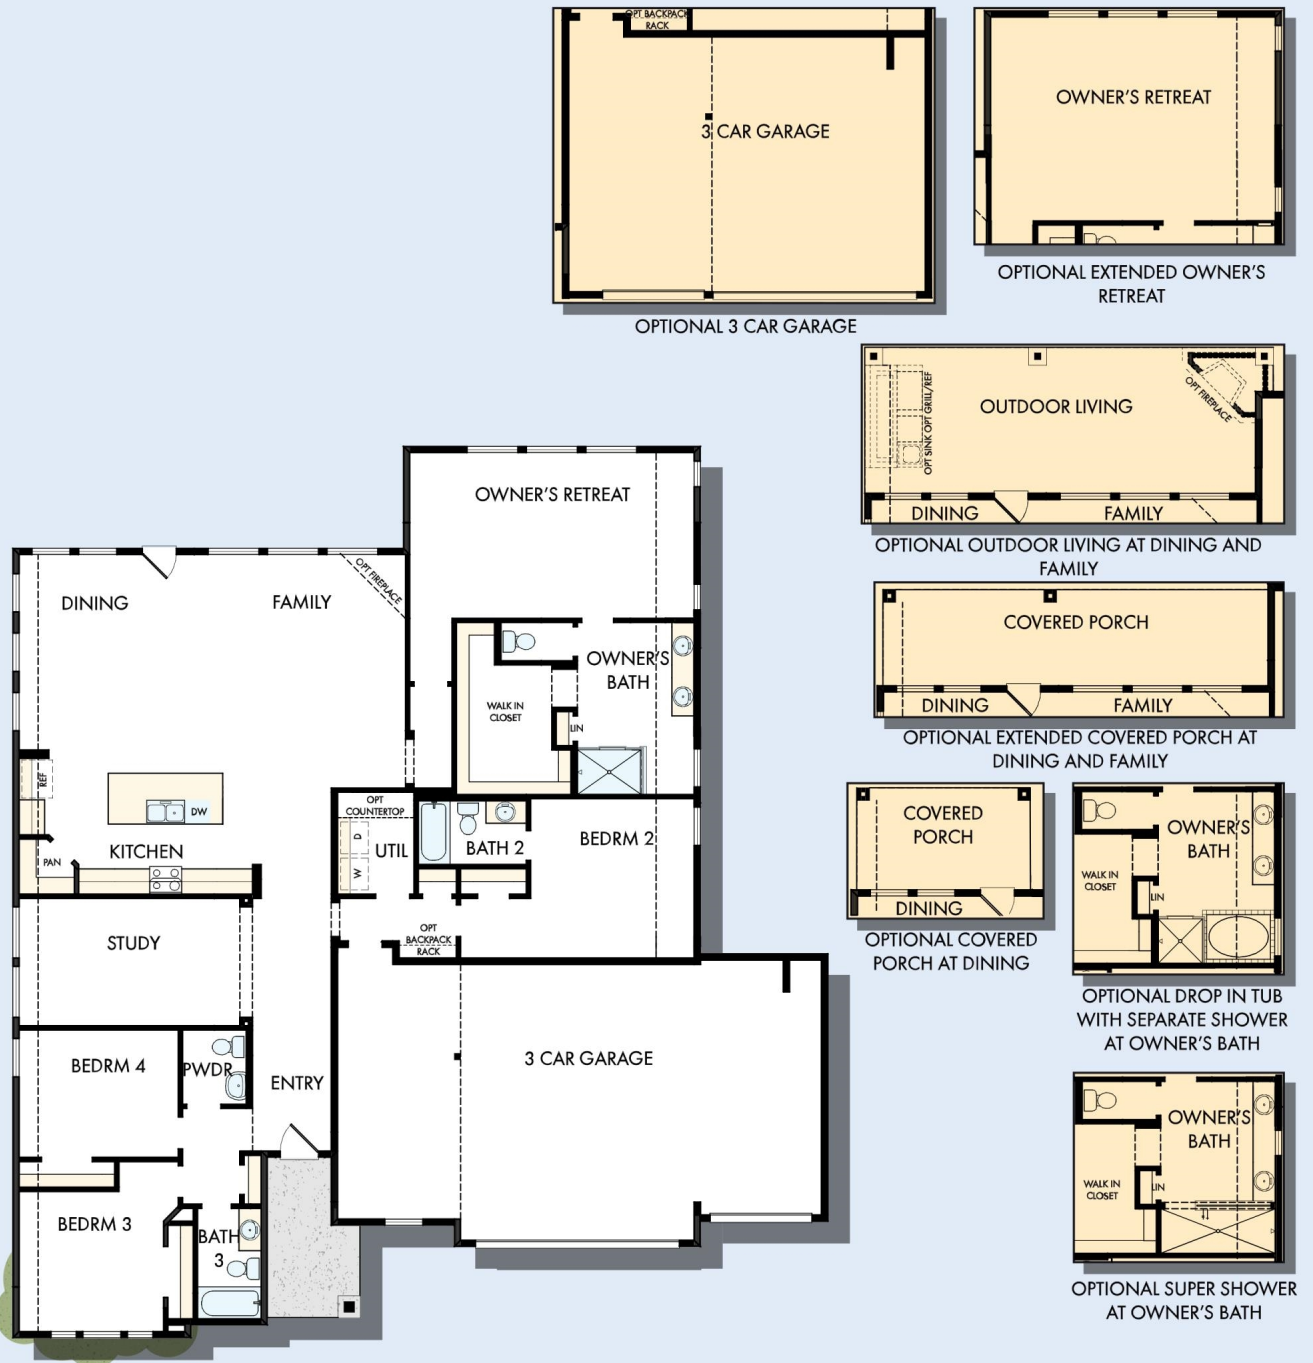 OPT BACKPACK
RACK
3 CAR GARAGE
OPTIONAL 3 CAR GARAGE
OWNER'S RETREAT
OPTIONAL EXTENDED OWNER'S
RETREAT
OUTDOOR LIVING
OPT FIREPLACE
OPT SINK OPT GRILL/REF
DINING
FAMILY
OPTIONAL OUTDOOR LIVING AT DINING AND
FAMILY
COVERED PORCH
DINING
FAMILY
OPTIONAL EXTENDED COVERED PORCH AT
DINING AND FAMILY
COVERED
PORCH
DINING
OPTIONAL COVERED
PORCH AT DINING
OWNER'S
BATH
WALK IN
CLOSET
LIN
OPTIONAL DROP IN TUB
WITH SEPARATE SHOWER
AT OWNER'S BATH
OWNER'S
BATH
WALK IN
CLOSET
LIN
OPTIONAL SUPER SHOWER
AT OWNER'S BATH
OWNER'S RETREAT
DINING
FAMILY
OPT FIREPLACE
OWNER'S
BATH
WALK IN
CLOSET
LIN
REF
DW
KITCHEN
PAN
OPT
COUNTERTOP
D
W
UTIL
BATH 2
BEDRM 2
OPT
BACKPACK
RACK
STUDY
BEDRM 4
PWDR
ENTRY
3 CAR GARAGE
BEDRM 3
BATH
3